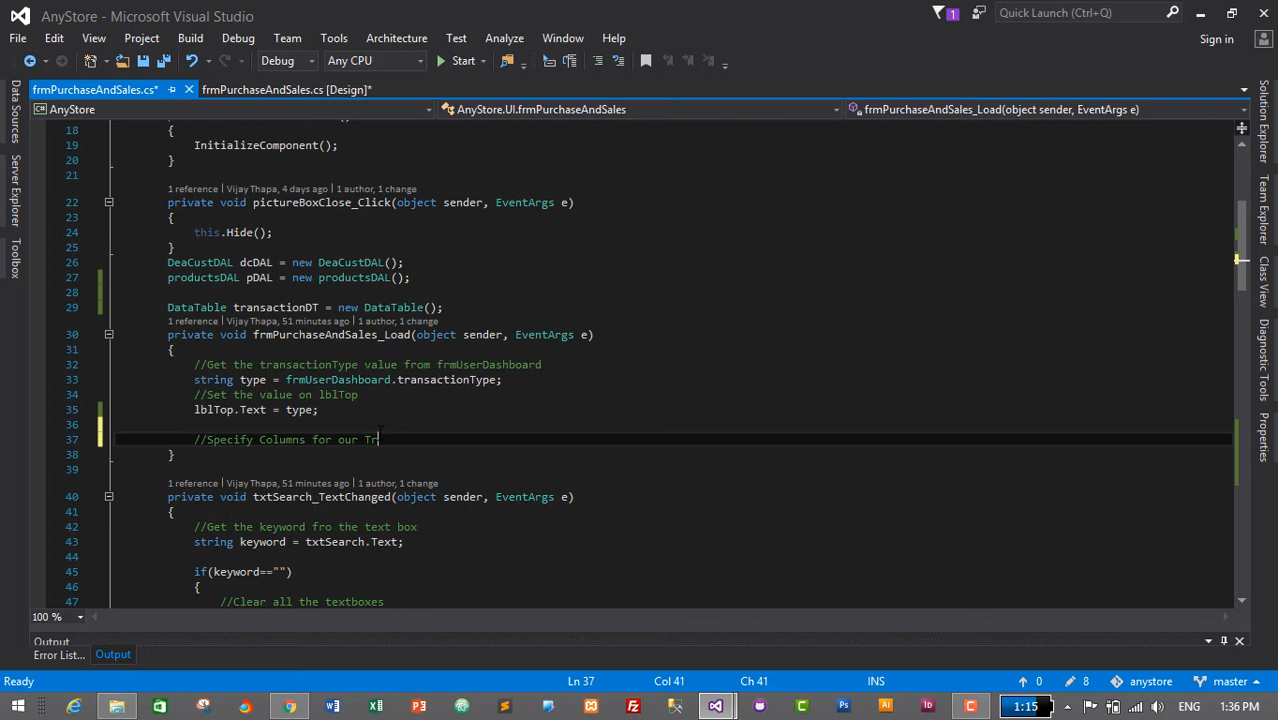 AnyStore - Microsoft Visual Studio
1
Quick Launch (Ctrl+Q)
File Edit View Project Build Debug Team Tools Architecture Test Analyze Window Help
Sign in
Debug Any CPU Start
frmPurchaseAndSales.cs* frmPurchaseAndSales.cs [Design]*
AnyStore AnyStore.UI.frmPurchaseAndSales frmPurchaseAndSales_Load(object sender, EventArgs e)
Data Sources
Server Explorer
Toolbox
Solution Explorer
Team Explorer
Class View
Properties
18 {
19 InitializeComponent();
20 }
21
1 reference | Vijay Thapa, 4 days ago | 1 author, 1 change
22 private void pictureBoxClose_Click(object sender, EventArgs e)
23 {
24 this.Hide();
25 }
26 DeaCustDAL dcDAL = new DeaCustDAL();
27 productsDAL pDAL = new productsDAL();
28
29 DataTable transactionDT = new DataTable();
1 reference | Vijay Thapa, 51 minutes ago | 1 author, 1 change
30 private void frmPurchaseAndSales_Load(object sender, EventArgs e)
31 {
32 //Get the transactionType value from frmUserDashboard
33 string type = frmUserDashboard.transactionType;
34 //Set the value on lblTop
35 lblTop.Text = type;
36
37 //Specify Columns for our Tr
38 }
39
1 reference | Vijay Thapa, 51 minutes ago | 1 author, 1 change
40 private void txtSearch_TextChanged(object sender, EventArgs e)
41 {
42 //Get the keyword fro the text box
43 string keyword = txtSearch.Text;
44
45 if(keyword=="")
46 {
47 //Clear all the textboxes
100 %
Output
Error List... Output
Ready Ln 37 Col 41 Ch 41 INS 0 8 anystore master
1:15 ENG 1:36 PM